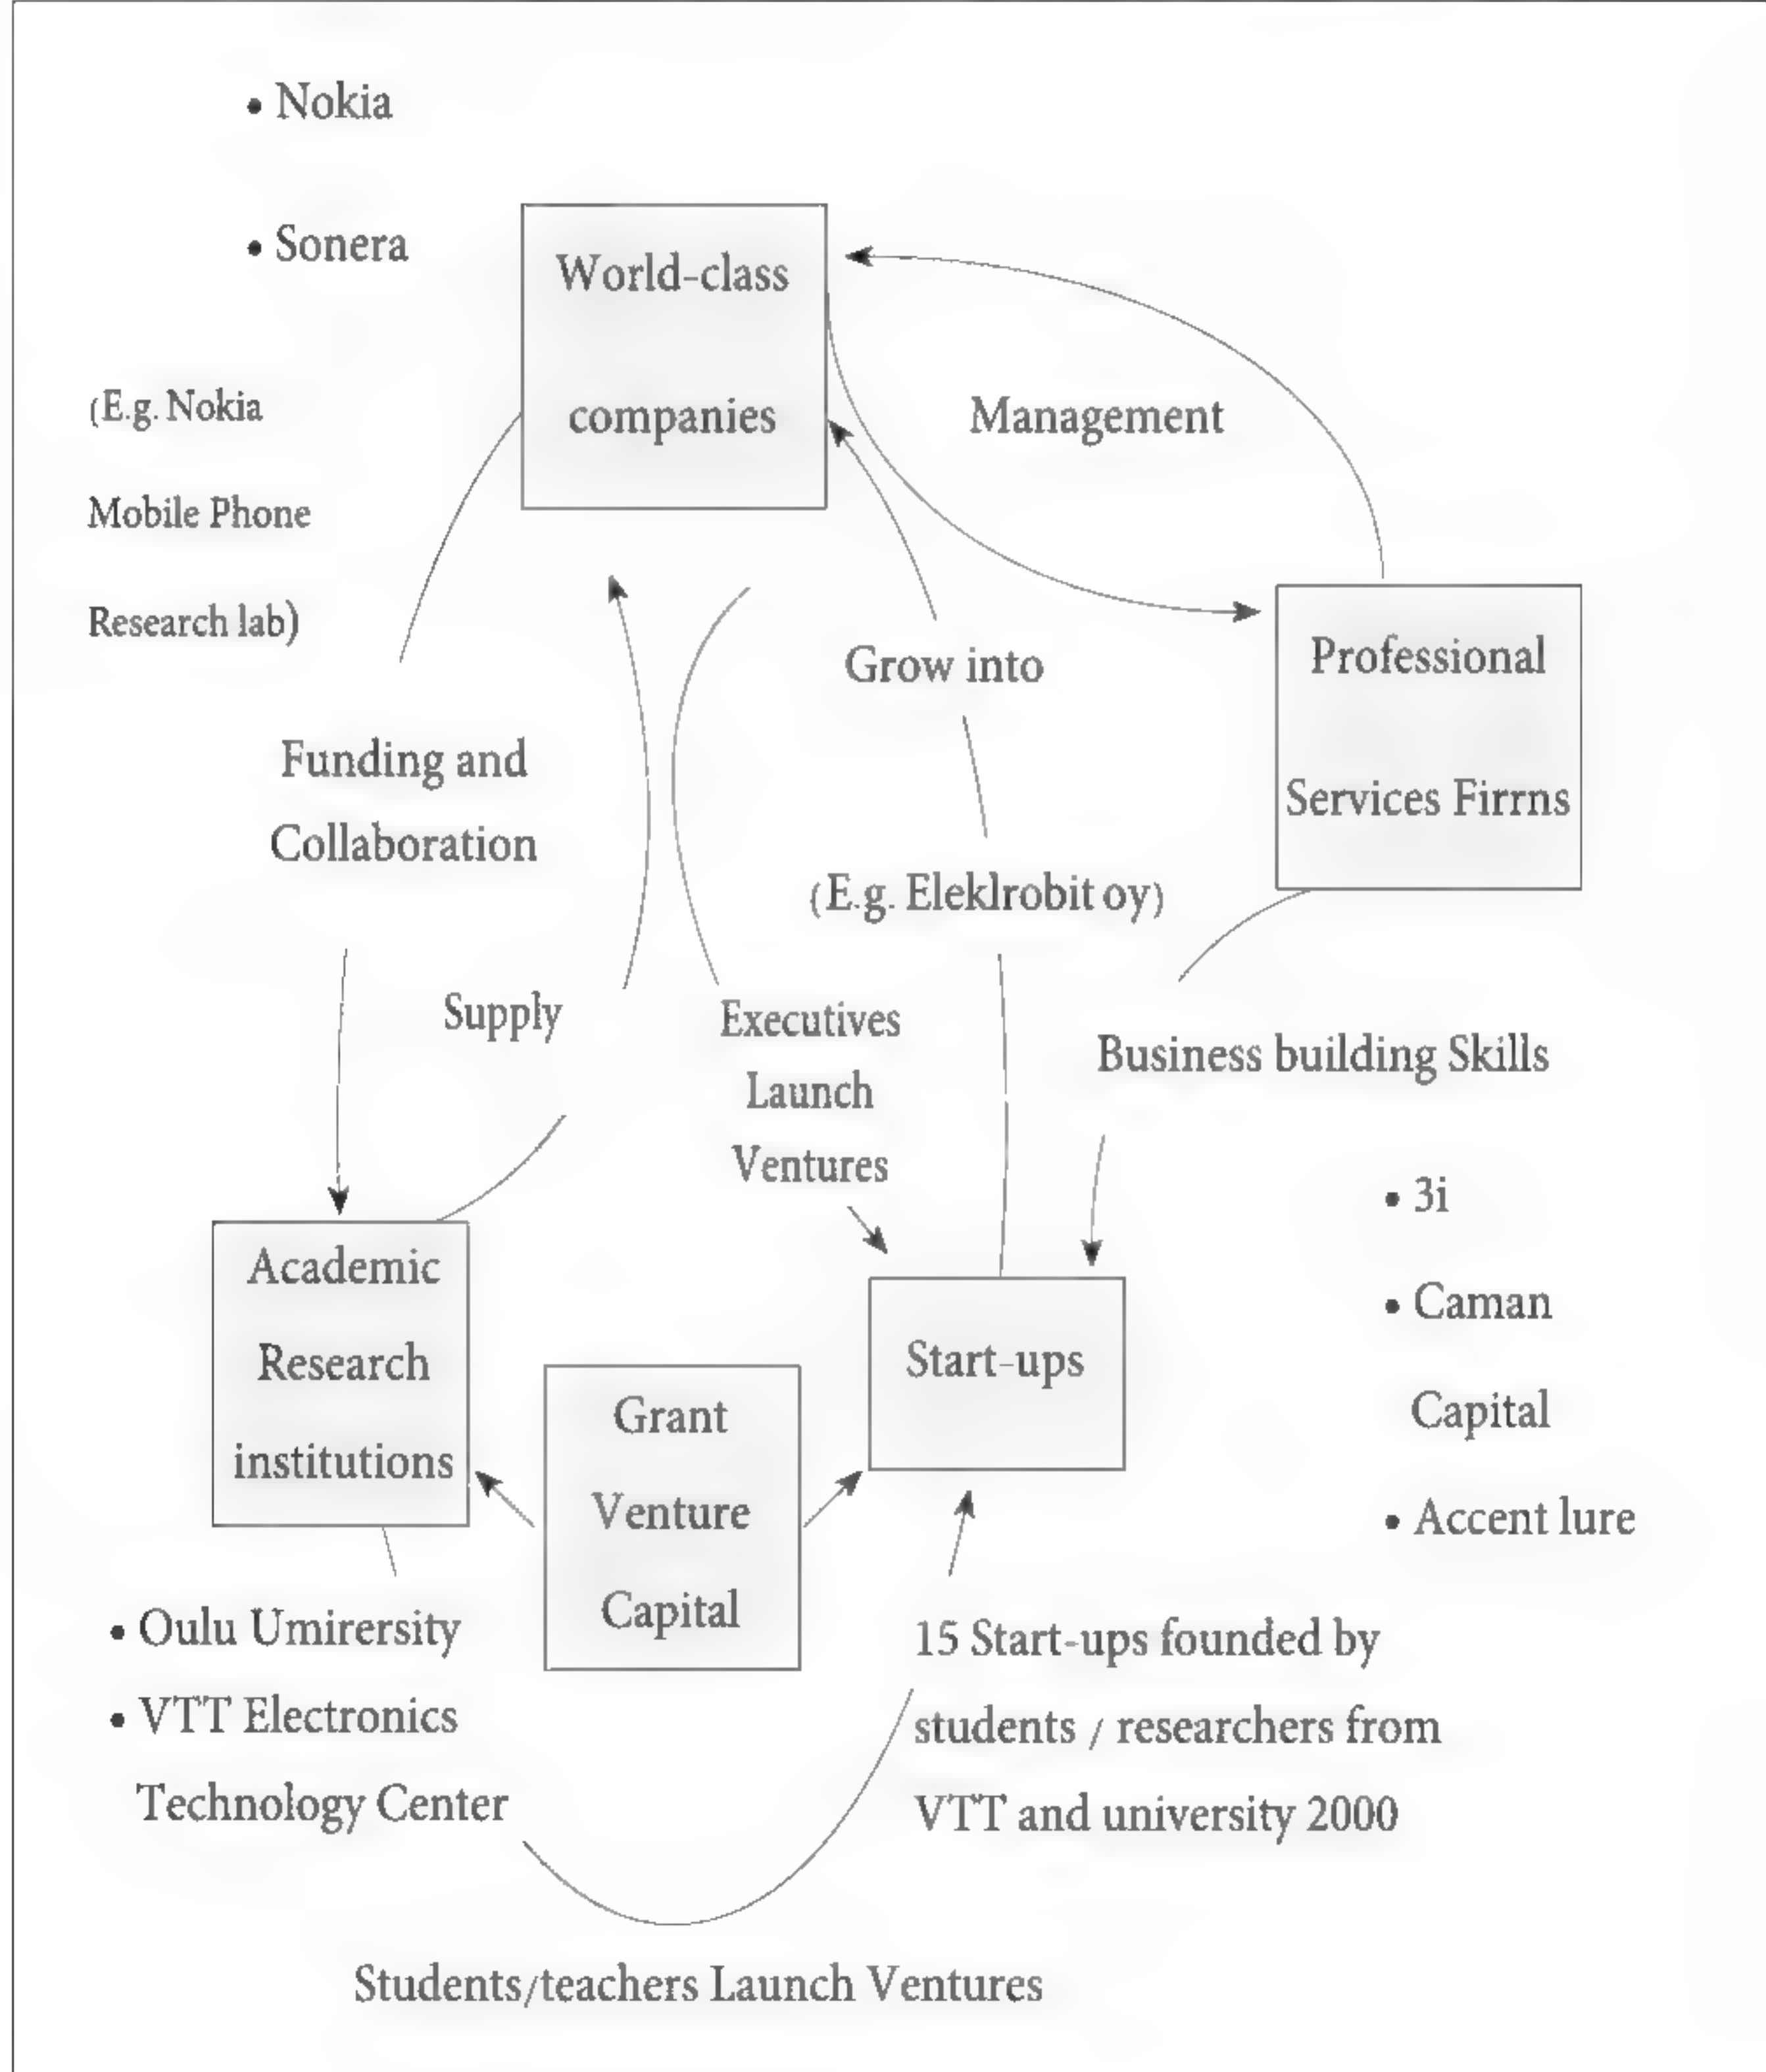 • Nokia
• Sonera
World-class
companies
(E.g. Nokia
Mobile Phone
Research lab)
Management
Grow into
Professional
Services Firrns
Funding and
Collaboration
(E.g. Eleklrobit oy)
Supply
Executives
Launch
Ventures
Business building Skills
• 3i
• Caman
Capital
• Accent lure
Academic
Research
institutions
Grant
Venture
Capital
Start-ups
• Oulu Umirersity
• VTT Electronics
Technology Center
15 Start-ups founded by
students / researchers from
VTT and university 2000
Students/teachers Launch Ventures